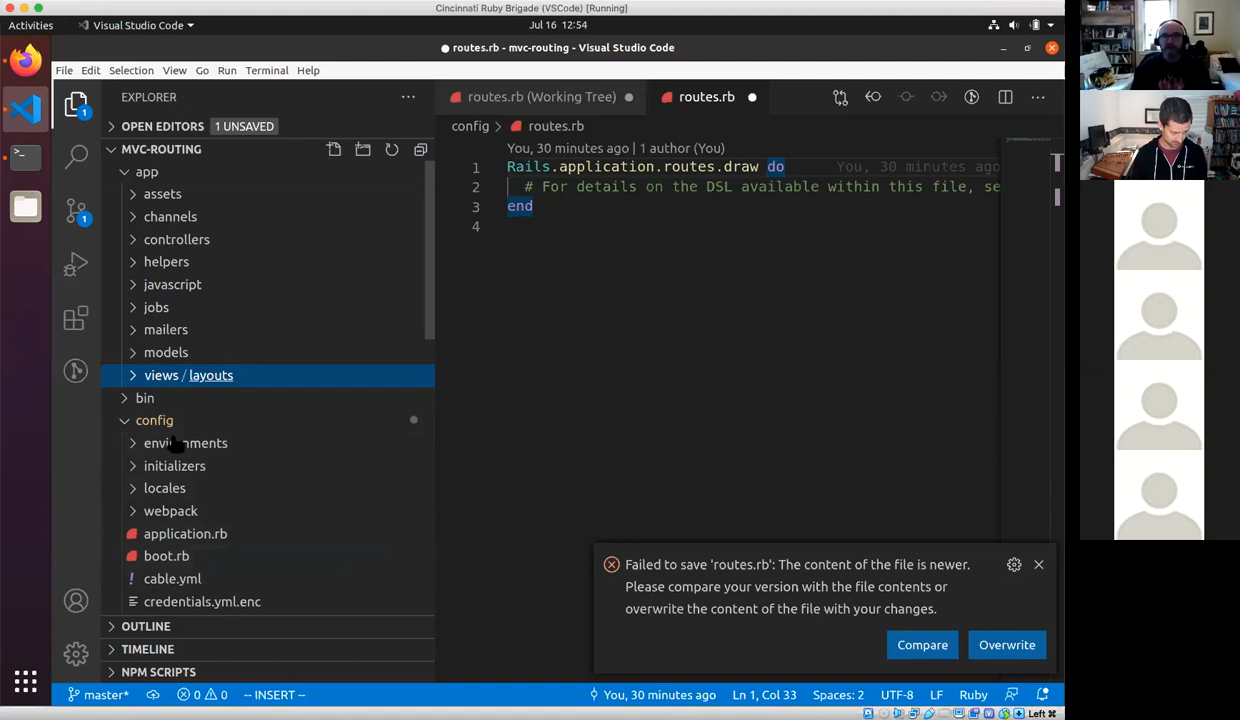 Cincinnati Ruby Brigade (VSCode) [Running]
Activities
Visual Studio Code
Jul 16 12:54
routes.rb - mvc-routing - Visual Studio Code
File Edit Selection View Go Run Terminal Help
EXPLORER
routes.rb (Working Tree)
routes.rb
OPEN EDITORS 1 UNSAVED
config > routes.rb
MVC-ROUTING
You, 30 minutes ago | 1 author (You)
1 Rails.application.routes.draw do You, 30 minutes ago
2 # For details on the DSL available within this file, se
3 end
4
app
assets
channels
controllers
helpers
javascript
jobs
mailers
models
views / layouts
bin
config
environments
initializers
locales
webpack
application.rb
boot.rb
cable.yml
credentials.yml.enc
OUTLINE
TIMELINE
NPM SCRIPTS
1
1
Failed to save 'routes.rb': The content of the file is newer.
Please compare your version with the file contents or
overwrite the content of the file with your changes.
Compare
Overwrite
master* 0 0 -- INSERT -- You, 30 minutes ago Ln 1, Col 33 Spaces: 2 UTF-8 LF Ruby
Left ⌘